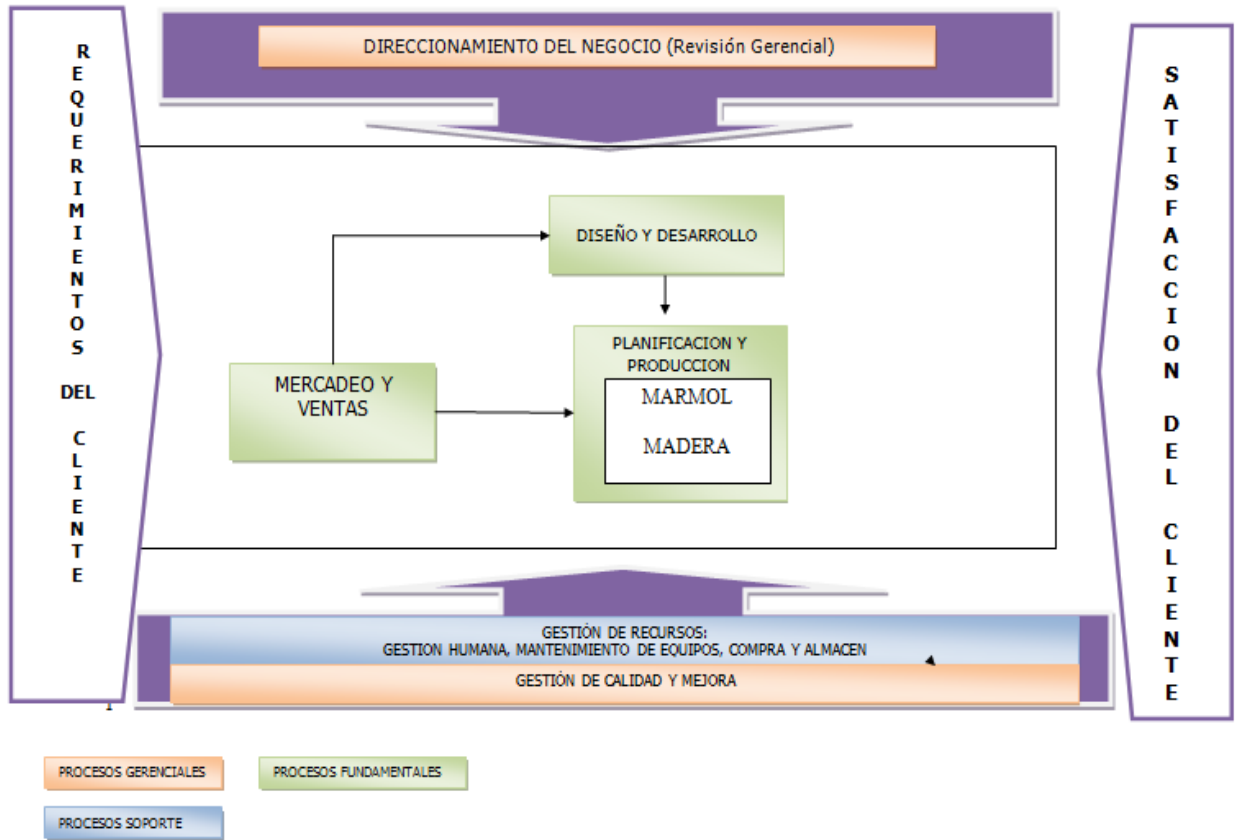 DIRECCIONAMIENTO DEL NEGOCIO (Revisión Gerencial)
REQUERIMIENTOS DEL CLIENTE
DISEÑO Y DESARROLLO
PLANIFICACION Y
PRODUCCION
MARMOL
MADERA
MERCADEO Y
VENTAS
SATISFACCION DEL CLIENTE
GESTIÓN DE RECURSOS:
GESTION HUMANA, MANTENIMIENTO DE EQUIPOS, COMPRA Y ALMACEN
GESTIÓN DE CALIDAD Y MEJORA
PROCESOS GERENCIALES
PROCESOS FUNDAMENTALES
PROCESOS SOPORTE